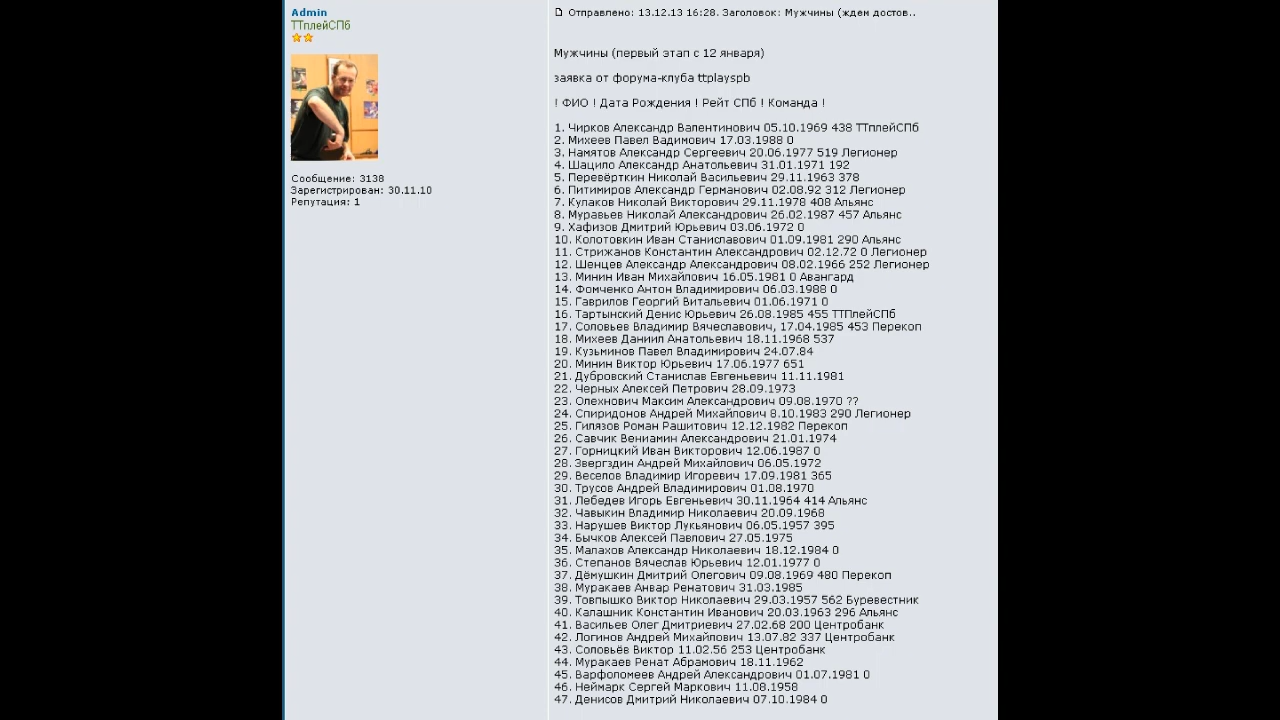 Admin
ТТплейСПб
Сообщение: 3138
Зарегистрирован: 30.11.10
Репутация: 1
Отправлено: 13.12.13 16:28. Заголовок: Мужчины (ждем достов..
Мужчины (первый этап с 12 января)
заявка от форума-клуба ttplayspb
! ФИО ! Дата Рождения ! Рейт СПб ! Команда !
1. Чирков Александр Валентинович 05.10.1969 438 ТТплейСПб
2. Михеев Павел Вадимович 17.03.1988 0
3. Намятов Александр Сергеевич 20.06.1977 519 Легионер
4. Шацило Александр Анатольевич 31.01.1971 192
5. Перевёрткин Николай Васильевич 29.11.1963 378
6. Питимиров Александр Германович 02.08.92 312 Легионер
7. Кулаков Николай Викторович 29.11.1978 408 Альянс
8. Муравьев Николай Александрович 26.02.1987 457 Альянс
9. Хафизов Дмитрий Юрьевич 03.06.1972 0
10. Колотовкин Иван Станиславович 01.09.1981 290 Альянс
11. Стрижанов Константин Александрович 02.12.72 0 Легионер
12. Шенцев Александр Александрович 08.02.1966 252 Легионер
13. Минин Иван Михайлович 16.05.1981 0 Авангард
14. Фомченко Антон Владимирович 06.03.1988 0
15. Гаврилов Георгий Витальевич 01.06.1971 0
16. Тартынский Денис Юрьевич 26.08.1985 455 ТТПлейСПб
17. Соловьев Владимир Вячеславович, 17.04.1985 453 Перекоп
18. Михеев Даниил Анатольевич 18.11.1968 537
19. Кузьминов Павел Владимирович 24.07.84
20. Минин Виктор Юрьевич 17.06.1977 651
21. Дубровский Станислав Евгеньевич 11.11.1981
22. Черных Алексей Петрович 28.09.1973
23. Олехнович Максим Александрович 09.08.1970 ??
24. Спиридонов Андрей Михайлович 8.10.1983 290 Легионер
25. Гилязов Роман Рашитович 12.12.1982 Перекоп
26. Савчик Вениамин Александрович 21.01.1974
27. Горницкий Иван Викторович 12.06.1987 0
28. Звергздин Андрей Михайлович 06.05.1972
29. Веселов Владимир Игоревич 17.09.1981 365
30. Трусов Андрей Владимирович 01.08.1970
31. Лебедев Игорь Евгеньевич 30.11.1964 414 Альянс
32. Чавыкин Владимир Николаевич 20.09.1968
33. Нарушев Виктор Лукьянович 06.05.1957 395
34. Бычков Алексей Павлович 27.05.1975
35. Малахов Александр Николаевич 18.12.1984 0
36. Степанов Вячеслав Юрьевич 12.01.1977 0
37. Дёмушкин Дмитрий Олегович 09.08.1969 480 Перекоп
38. Муракаев Анвар Ренатович 31.03.1985
39. Товпышко Виктор Николаевич 29.03.1957 562 Буревестник
40. Калашник Константин Иванович 20.03.1963 296 Альянс
41. Васильев Олег Дмитриевич 27.02.68 200 Центробанк
42. Логинов Андрей Михайлович 13.07.82 337 Центробанк
43. Соловьёв Виктор 11.02.56 253 Центробанк
44. Муракаев Ренат Абрамович 18.11.1962
45. Варфоломеев Андрей Александрович 01.07.1981 0
46. Неймарк Сергей Маркович 11.08.1958
47. Денисов Дмитрий Николаевич 07.10.1984 0